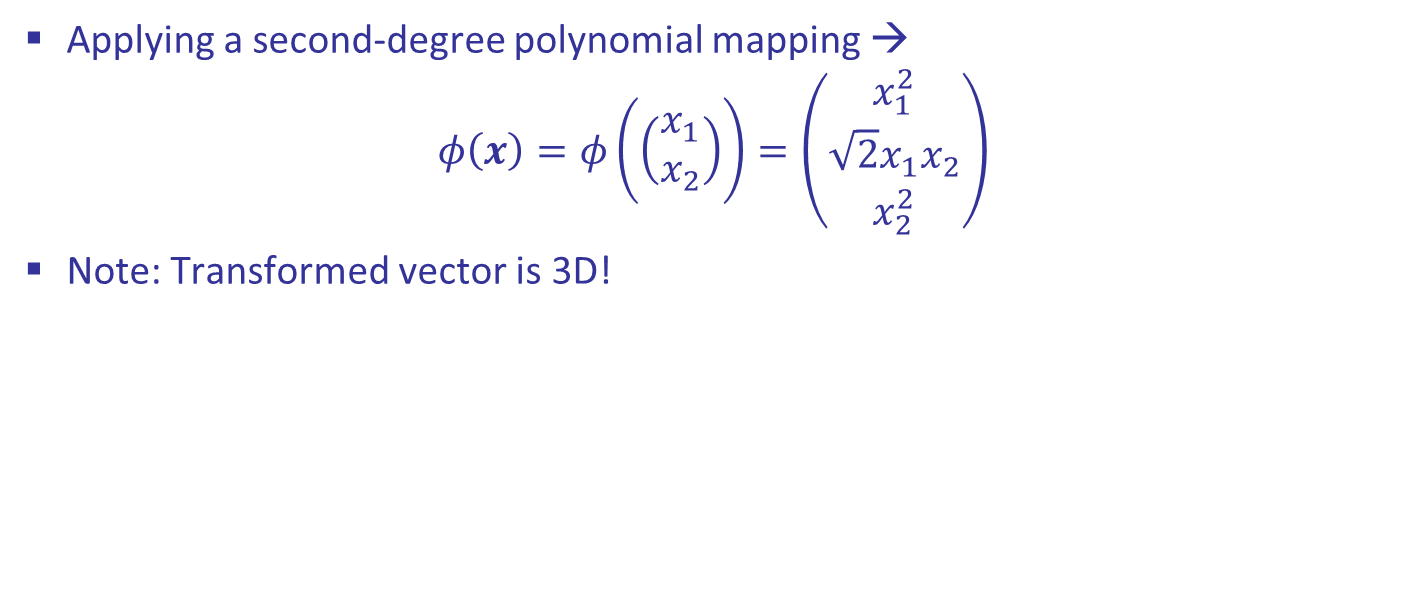 ▪ Applying a second-degree polynomial mapping →
𝜙(𝒙) = 𝜙((x₁ x₂)) = (x₁² √2x₁x₂ x₂²)
▪ Note: Transformed vector is 3D!